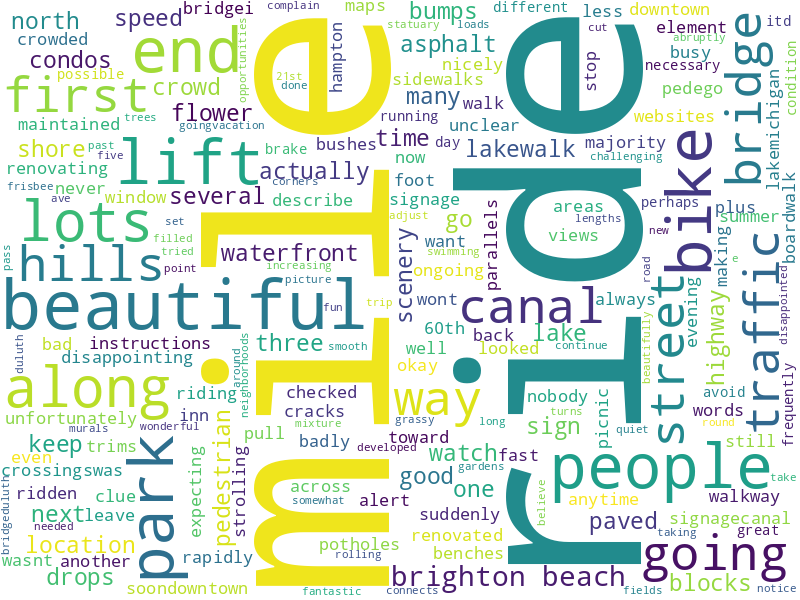 north
crowded
speed
bridgei
maps
bumps
different
less
downtown
itd
complain
statuary
loads
cut
abruptly
condos
end
hampton
asphalt
nicely
stop
element
busy
bridge
possible
first
crowd
opportunities
21st
done
sidewalks
necessary
lakemichigan
condition
many
walk
pedego
maintained
trees
flower
running
unclear
websites
goingvacation
past
five
brake
bushes
time
day
lakewalk
majority
bike
shore
lift
actually
now
challenging
renovating
corners
foot
frisbee
never
window
several
describe
signage
areas
perhaps
plus
summer
ave
set
adjust
lengths
new
boardwalk
lots
filled
tried
go
views
making
pass
point
waterfront
want
parallels
hills
increasing
scenery
ongoing
swimming
road
e
picture
trip
wont
canal
always
street
traffic
disappointed
beautiful
fun
60th
back
lake
evening
highway
duluth
bad
instructions
around
three
smooth
well
looked
continue
beautifully
disappointing
neighborhoods
okay
mile
ride
along
riding
checked
way
nobody
quiet
avoid
frequently
unfortunately
inn
cracks
grassy
long
turns
picnic
words
round
murals
wonderful
mixture
sign
keep
trims
pedestrian
pull
badly
toward
still
even
park
developed
watch
fast
crossingswas
expecting
strolling
gardens
people
take
ridden
clue
across
good
one
anytime
walkway
bridgeduluth
somewhat
alert
believe
next
leave
suddenly
paved
signagecanal
needed
location
rapidly
potholes
renovated
taking
great
wasnt
another
rolling
benches
going
drops
soondowntown
fantastic
brighton beach
connects
fields
blocks
notice